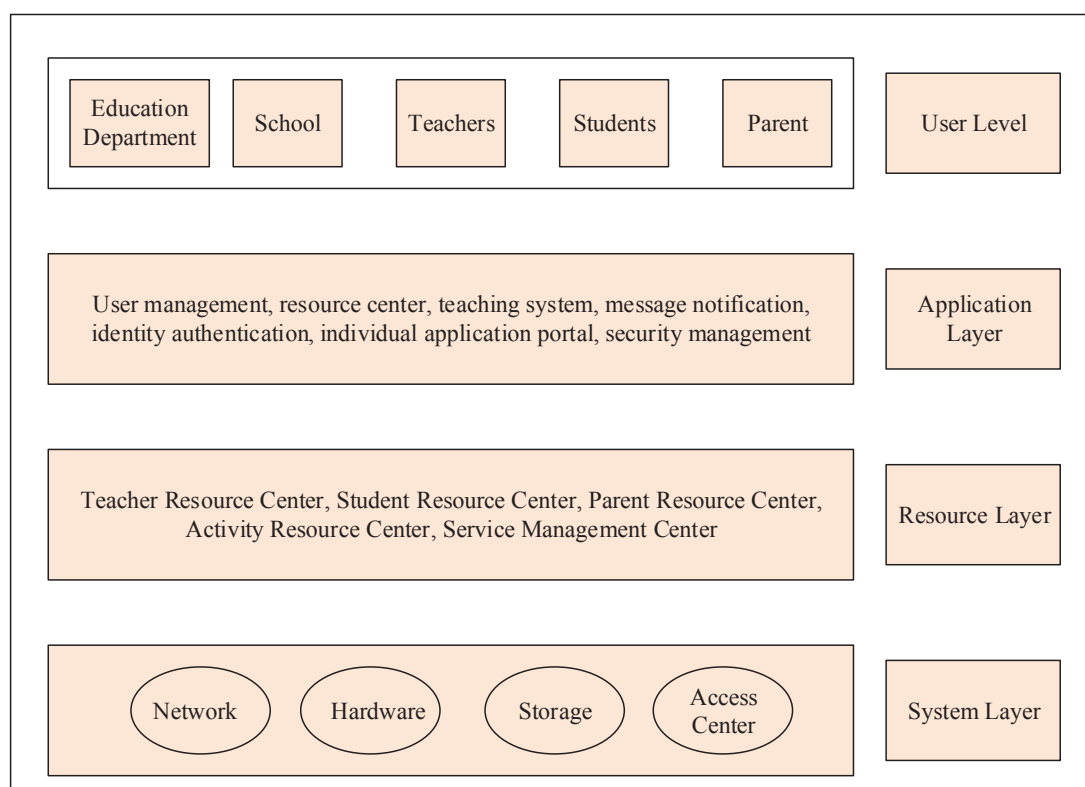 Education
Department
School
Teachers
Students
Parent
User Level
User management, resource center, teaching system, message notification,
identity authentication, individual application portal, security management
Application
Layer
Teacher Resource Center, Student Resource Center, Parent Resource Center,
Activity Resource Center, Service Management Center
Resource Layer
Network
Hardware
Storage
Access
Center
System Layer